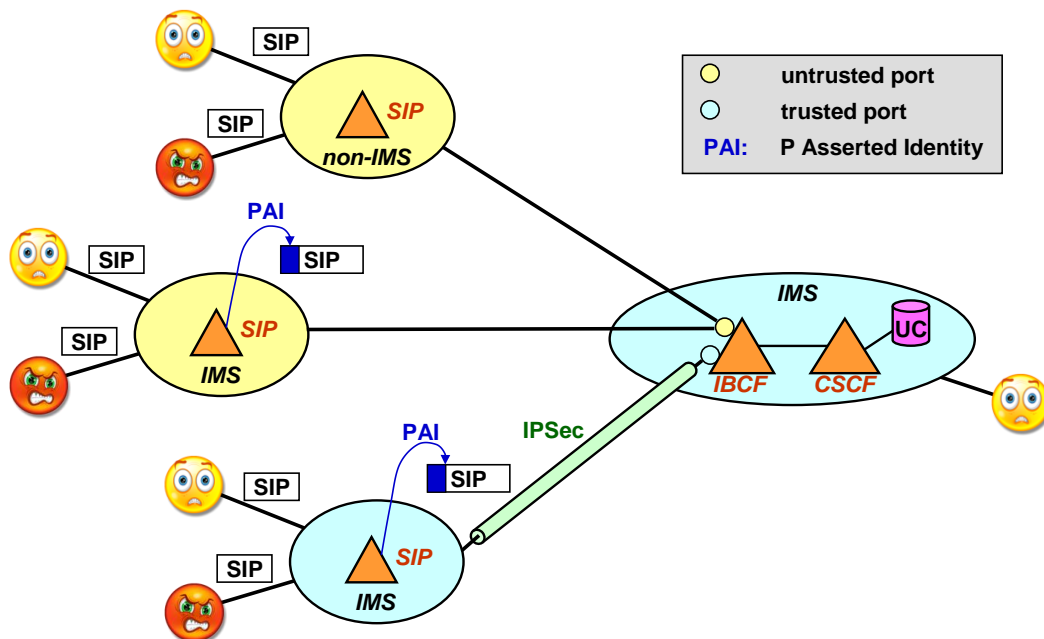 SIP
SIP
SIP
non-IMS
untrusted port
trusted port
PAI: P Asserted Identity
PAI
SIP
SIP
SIP
SIP
IMS
IMS
UC
IBCF
CSCF
IPSec
PAI
SIP
SIP
SIP
SIP
IMS